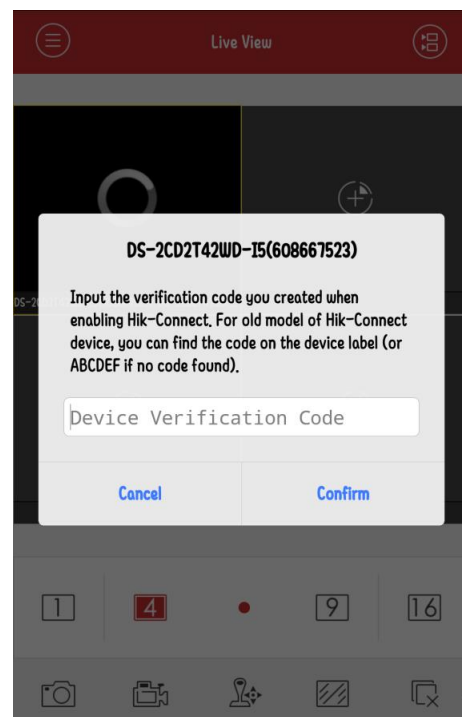 Live View
DS-2CD2T42WD-I5(608667523)
Input the verification code you created when
enabling Hik-Connect. For old model of Hik-Connect
device, you can find the code on the device label (or
ABCDEF if no code found).
Device Verification Code
Cancel
Confirm
1
4
9
16